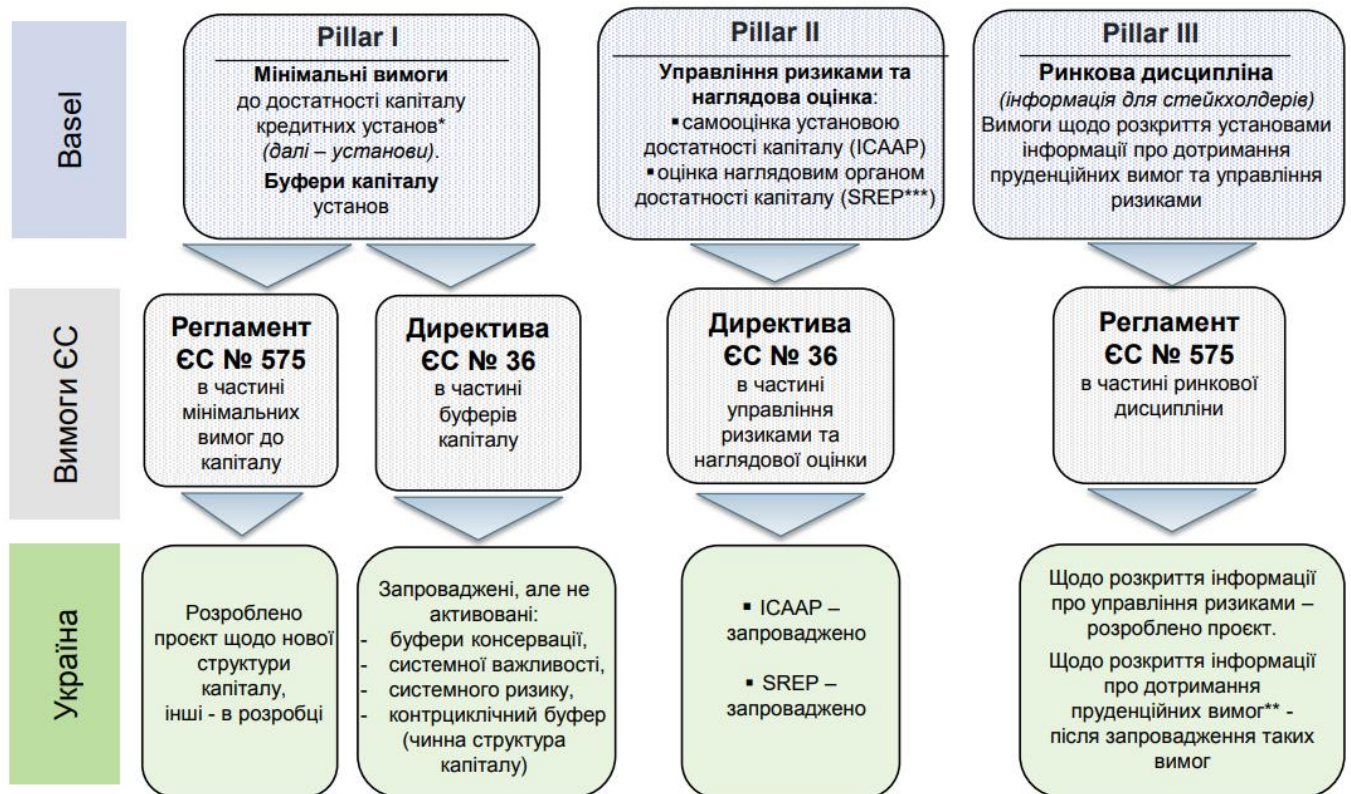 Basel
Pillar I
Мінімальні вимоги
до достатності капіталу
кредитних установ*
(далі – установи).
Буфери капіталу
установ
Pillar II
Управління ризиками та
наглядова оцінка:
▪самооцінка установою
достатності капіталу (ICAAP)
▪оцінка наглядовим органом
достатності капіталу (SREP***)
Pillar III
Ринкова дисципліна
(інформація для стейкхолдерів)
Вимоги щодо розкриття установами
інформації про дотримання
пруденційних вимог та управління
ризиками
Вимоги ЄС
Регламент
ЄС № 575
в частині
мінімальних
вимог до
капіталу
Директива
ЄС № 36
в частині
буферів
капіталу
Директива
ЄС № 36
в частині
управління
ризиками та
наглядової оцінки
Регламент
ЄС № 575
в частині ринкової
дисципліни
Україна
Розроблено
проєкт щодо нової
структури
капіталу,
інші - в розробці
Запроваджені, але не
активовані:
- буфери консервації,
- системної важливості,
- системного ризику,
- контрциклічний буфер
(чинна структура
капіталу)
▪ ICAAP –
запроваджено
▪ SREP –
запроваджено
Щодо розкриття інформації
про управління ризиками –
розроблено проєкт.
Щодо розкриття інформації
про дотримання
пруденційних вимог** -
після запровадження таких
вимог